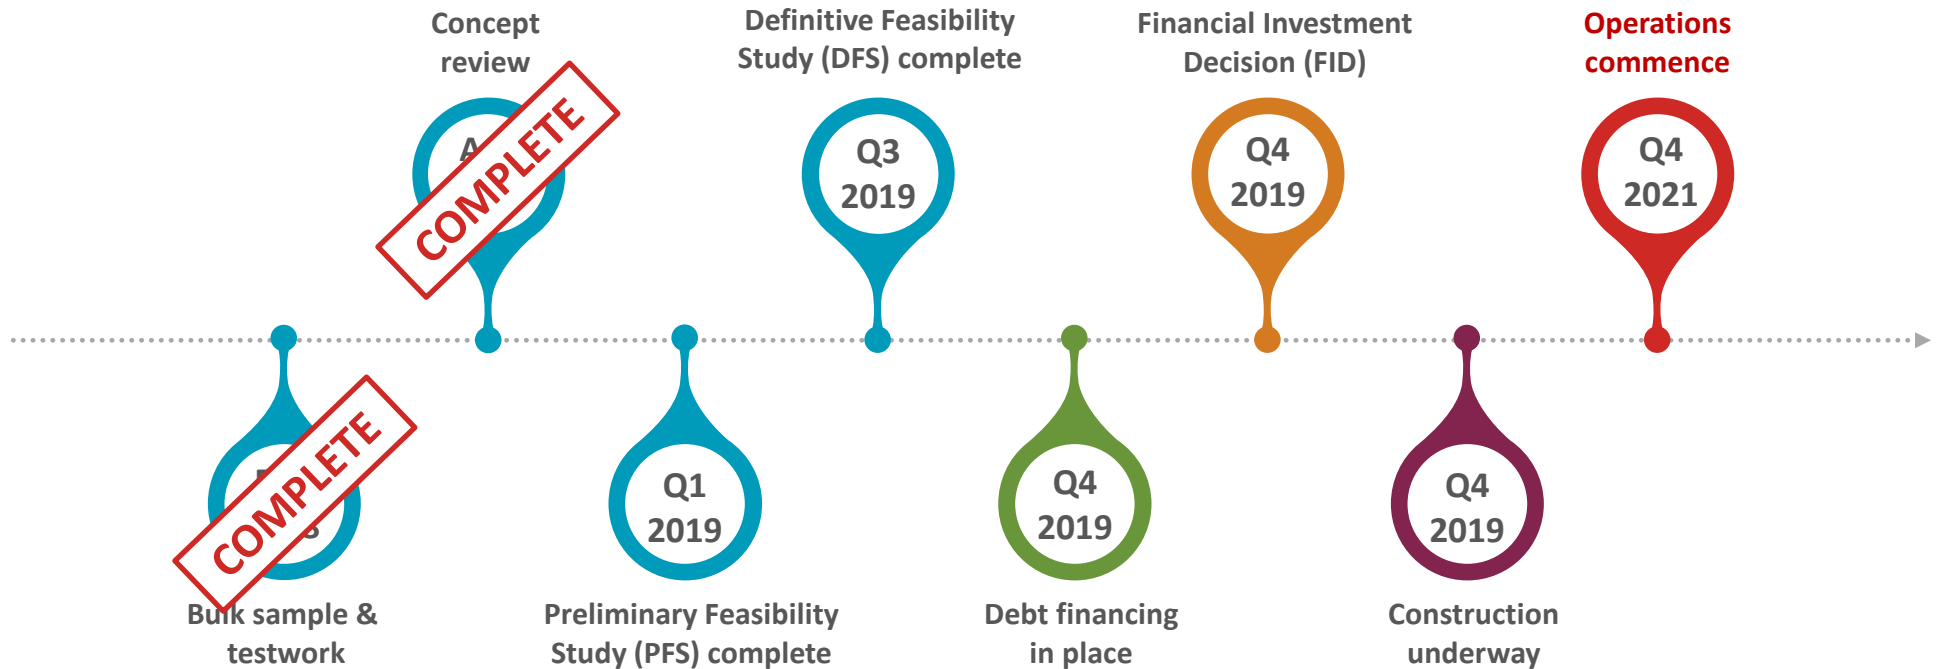 Concept
review
COMPLETE
Definitive Feasibility
Study (DFS) complete
Q3
2019
Financial Investment
Decision (FID)
Q4
2019
Operations
commence
Q4
2021
COMPLETE
Bulk sample &
testwork
Q1
2019
Preliminary Feasibility
Study (PFS) complete
Q4
2019
Debt financing
in place
Q4
2019
Construction
underway